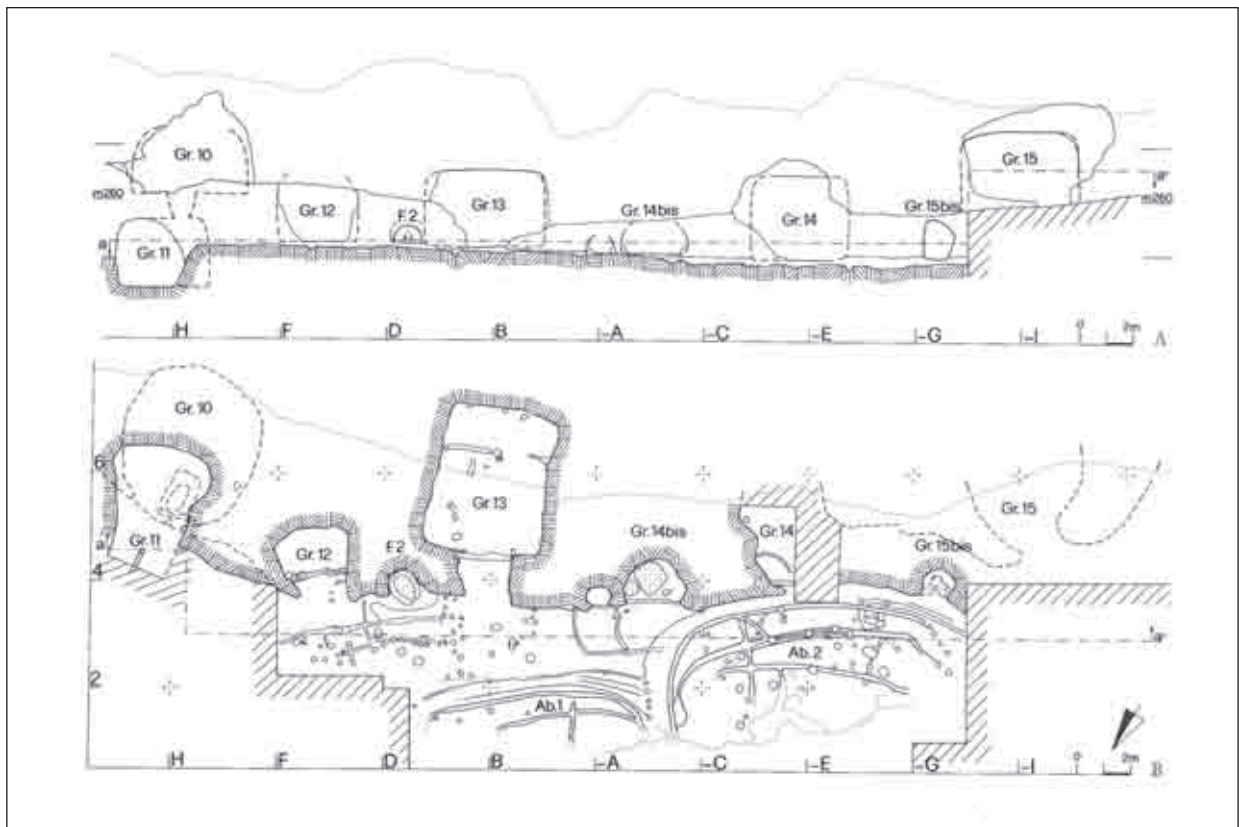 Gr.10
Gr.15
m260
Gr.12
F.2
Gr.13
Gr.14bis
Gr.14
Gr.15bis
a'
m260
a
Gr.11
H F D B -A -C -E -G -I 0 2m A
Gr.10
6
Gr.13
Gr.15
a
Gr.11
Gr.12
F.2
Gr.14bis
Gr.14
Gr.15bis
4
a'
Ab.2
2
Ab.1
H F D B -A -C -E -G -I 0 2m B